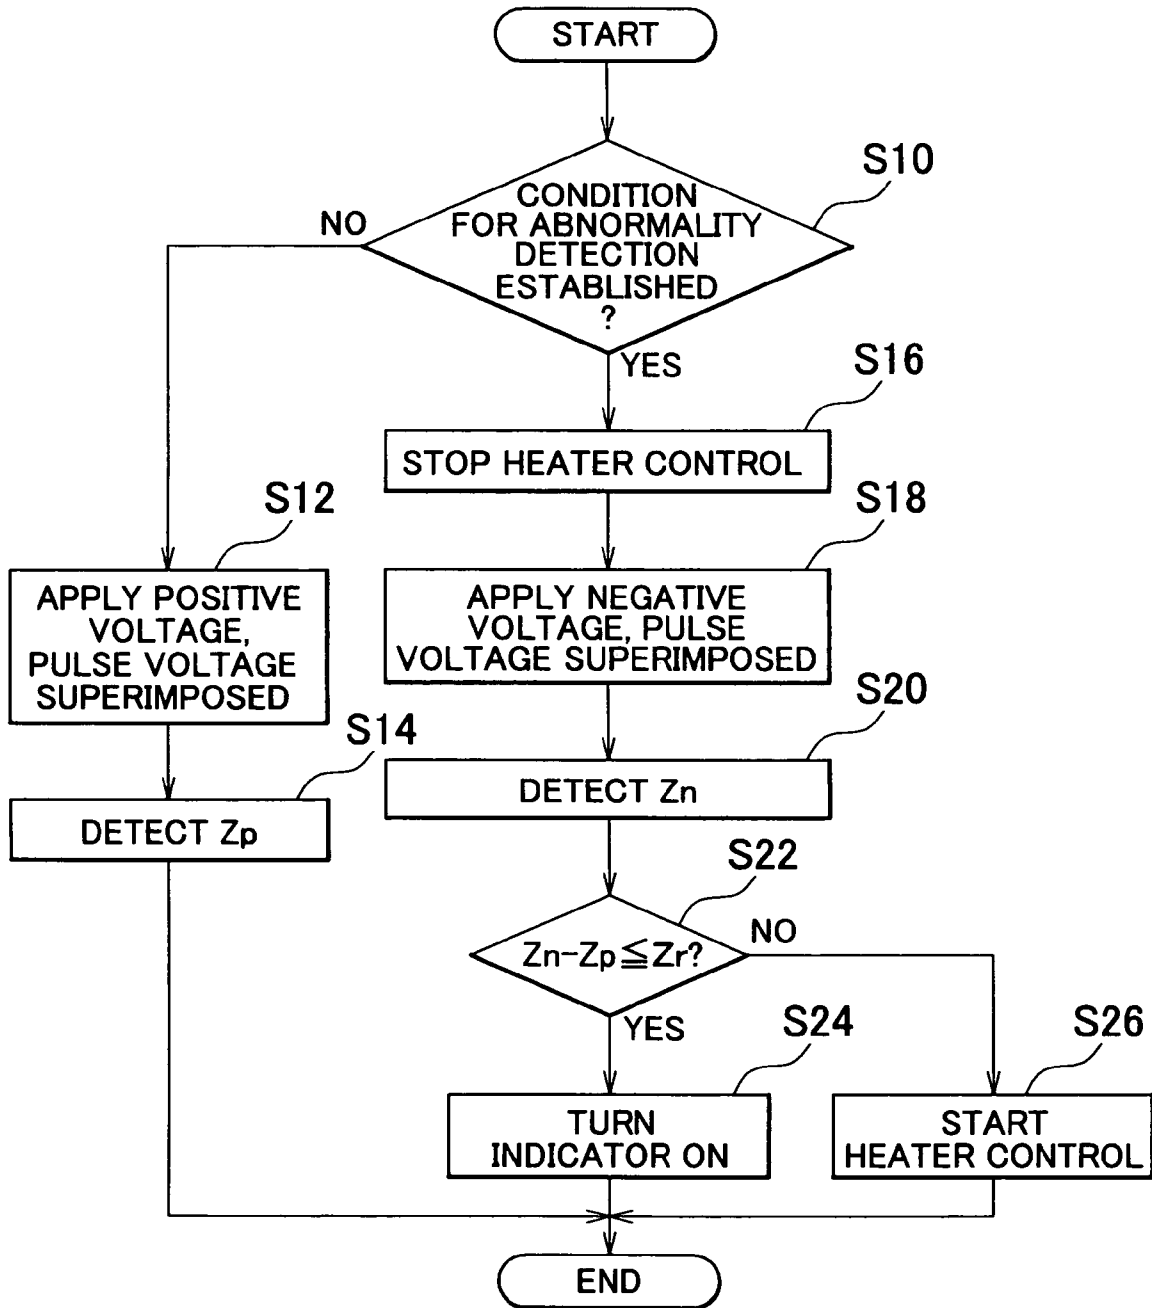 START
S10
CONDITION
FOR ABNORMALITY
DETECTION
ESTABLISHED
?
NO
YES
S16
STOP HEATER CONTROL
S12
APPLY POSITIVE
VOLTAGE,
PULSE VOLTAGE
SUPERIMPOSED
S18
APPLY NEGATIVE
VOLTAGE, PULSE
VOLTAGE SUPERIMPOSED
S14
DETECT Zp
S20
DETECT Zn
S22
Zn-Zp≦Zr?
NO
YES
S24
TURN
INDICATOR ON
S26
START
HEATER CONTROL
END